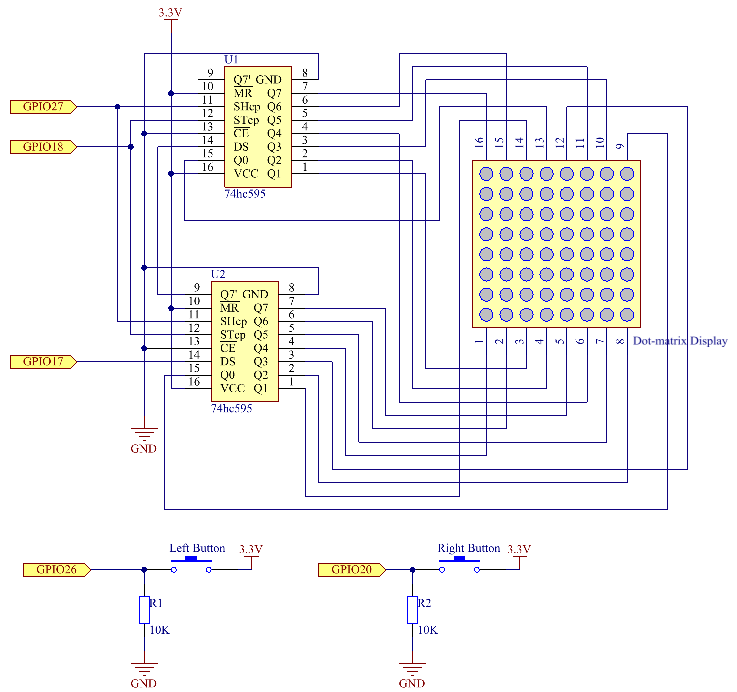 3.3V
U1
9 Q7' GND 8
10 MR Q7 7
GPIO27 11 SHcp Q6 6
12 STcp Q5 5
13 CE Q4 4
GPIO18 14 DS Q3 3
15 Q0 Q2 2
16 VCC Q1 1
74hc595
16 15 14 13 12 11 10 9
U2
9 Q7' GND 8
10 MR Q7 7
11 SHcp Q6 6
12 STcp Q5 5
13 CE Q4 4
GPIO17 14 DS Q3 3
15 Q0 Q2 2
16 VCC Q1 1
74hc595
1 2 3 4 5 6 7 8 Dot-matrix Display
GND
Left Button 3.3V
GPIO26
R1
10K
GND
Right Button 3.3V
GPIO20
R2
10K
GND